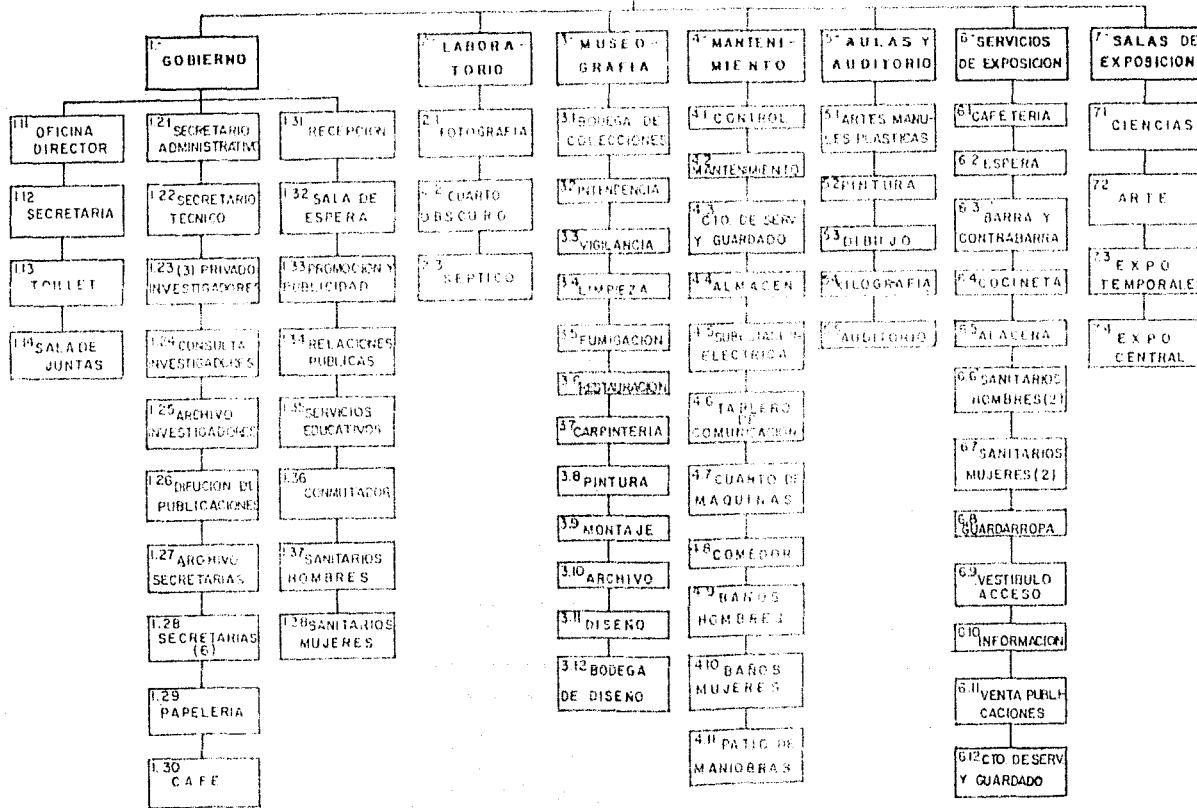 1.-
GOBIERNO
2.- LABORA-
TORIO
3.- MUSEO-
GRAFIA
4.- MANTENI-
MIENTO
5.- AULAS Y
AUDITORIO
6.- SERVICIOS
DE EXPOSICION
7.- SALAS DE
EXPOSICION
1.11 OFICINA
DIRECTOR
1.12
SECRETARIA
1.13
TOILLET
1.14 SALA DE
JUNTAS
1.21
SECRETARIO
ADMINISTRATIVO
1.22 SECRETARIO
TECNICO
1.23 (3) PRIVADO
INVESTIGADORES
1.24 CONSULTA
INVESTIGADORES
1.25 ARCHIVO
INVESTIGADORES
1.26 DIFUCION DE
PUBLICACIONES
1.27 ARCHIVO
SECRETARIAS
1.28
SECRETARIAS
(6)
1.29
PAPELERIA
1.30
CAFE
1.31
RECEPCION
1.32 SALA DE
ESPERA
1.33 PROMOCION Y
PUBLICIDAD
1.34 RELACIONES
PUBLICAS
1.35 SERVICIOS
EDUCATIVOS
1.36
CONMUTADOR
1.37 SANITARIOS
HOMBRES
1.38 SANITARIOS
MUJERES
2.1
FOTOGRAFIA
2.2 CUARTO
OBSCURO
2.3
SEPTICO
3.1 BODEGA DE
COLECCIONES
3.2 INTENDENCIA
3.3 VIGILANCIA
3.4 LIMPIEZA
3.5 FUMIGACION
3.6 RESTAURACION
3.7 CARPINTERIA
3.8 PINTURA
3.9 MONTAJE
3.10 ARCHIVO
3.11 DISEÑO
3.12 BODEGA
DE DISEÑO
4.1 CONTROL
4.2
MANTENIMIENTO
4.3
CTO. DE SERV.
Y GUARDADO
4.4 ALMACEN
4.5 SUBESTACION
ELECTRICA
4.6 TABLERO
DE
COMUNICACION
4.7 CUARTO DE
MAQUINAS
4.8 COMEDOR
4.9 BAÑOS
HOMBRES
4.10 BAÑOS
MUJERES
4.11 PATIO DE
MANIOBRAS
5.1 ARTES MANU-
LES PLASTICAS
5.2 PINTURA
5.3 DIBUJO
5.4 XILOGRAFIA
5.5 AUDITORIO
6.1 CAFETERIA
6.2 ESPERA
6.3 BARRA Y
CONTRABARRA
6.4 COCINETA
6.5 ALACENA
6.6 SANITARIOS
HOMBRES (2)
6.7 SANITARIOS
MUJERES (2)
6.8
GUARDARROPA
6.9 VESTIBULO
ACCESO
6.10 INFORMACION
6.11 VENTA PUBLI-
CACIONES
6.12 CTO. DE SERV.
Y GUARDADO
7.1
CIENCIAS
7.2
ARTE
7.3 EXPO
TEMPORALE
7.4 EXPO
CENTRAL